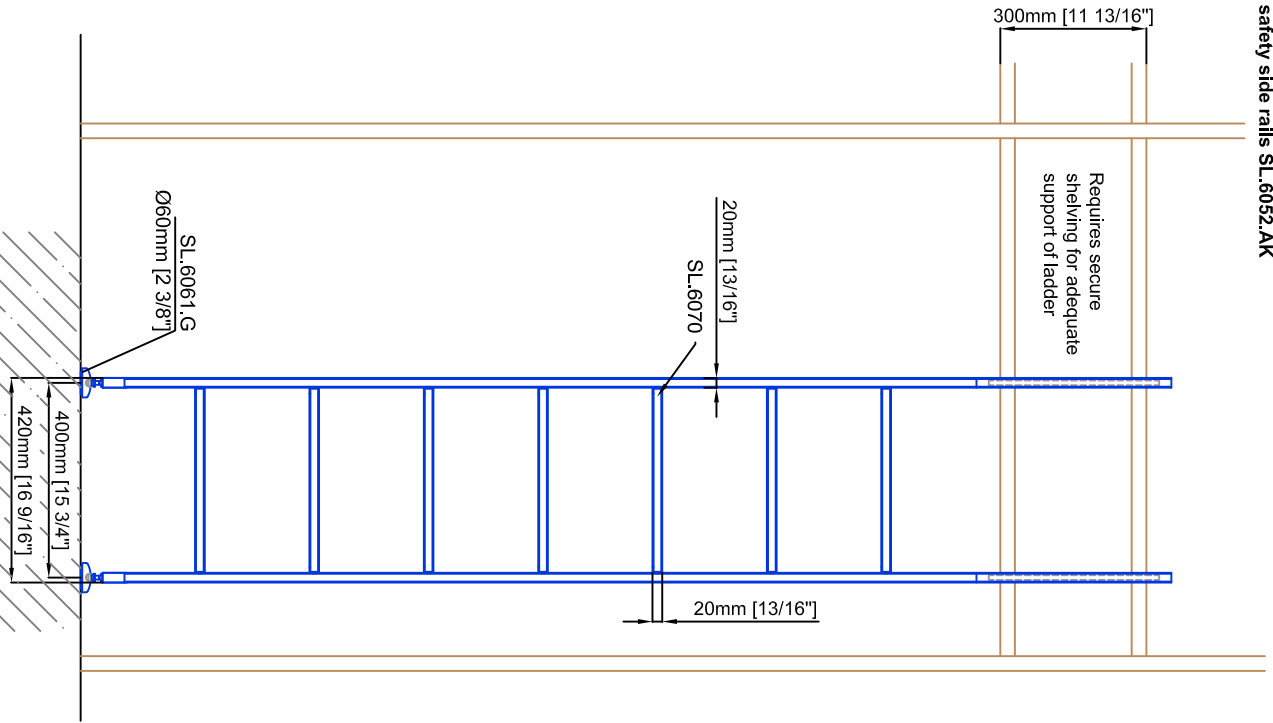 safety side rails SL.6052.AK
300mm [11 13/16"]
Requires secure
shelving for adequate
support of ladder
20mm [13/16"]
SL.6070
20mm [13/16"]
SL.6061.G
Ø60mm [2 3/8"]
400mm [15 3/4"]
420mm [16 9/16"]